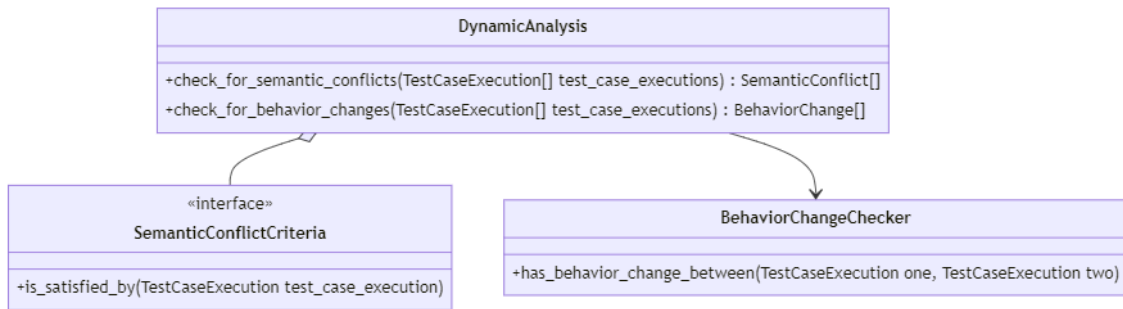 DynamicAnalysis
+check_for_semantic_conflicts(TestCaseExecution[] test_case_executions) : SemanticConflict[]
+check_for_behavior_changes(TestCaseExecution[] test_case_executions) : BehaviorChange[]
«interface»
SemanticConflictCriteria
+is_satisfied_by(TestCaseExecution test_case_execution)
BehaviorChangeChecker
+has_behavior_change_between(TestCaseExecution one, TestCaseExecution two)